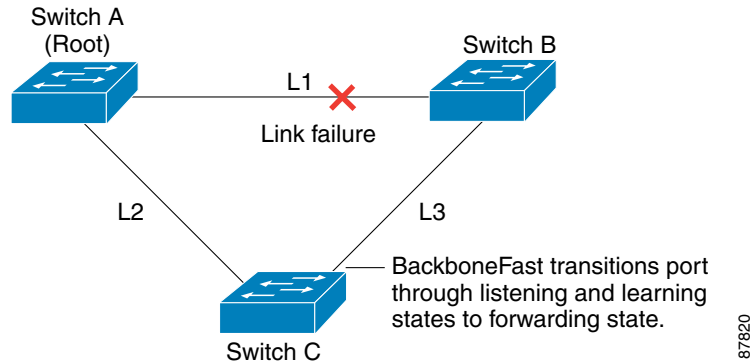 Switch A
(Root)
Switch B
L1
Link failure
L2
L3
BackboneFast transitions port
through listening and learning
states to forwarding state.
Switch C
87820